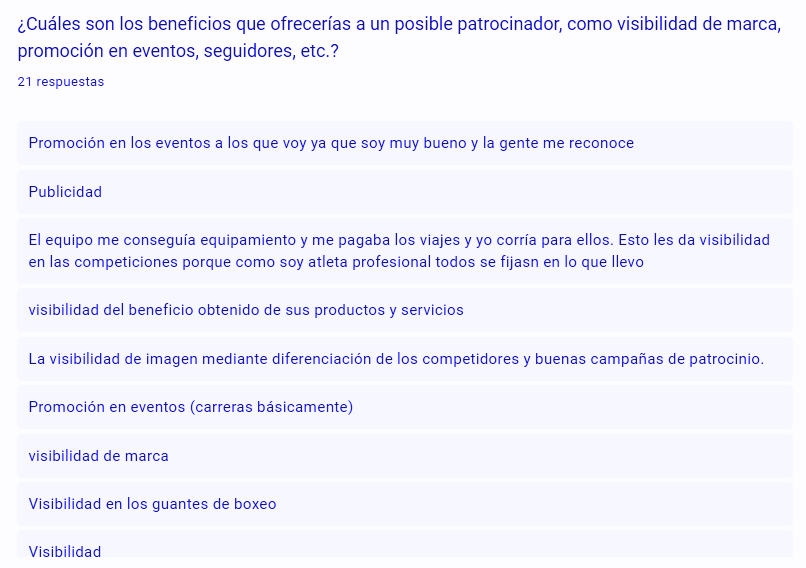 ¿Cuáles son los beneficios que ofrecerías a un posible patrocinador, como visibilidad de marca,
promoción en eventos, seguidores, etc.?
21 respuestas
Promoción en los eventos a los que voy ya que soy muy bueno y la gente me reconoce
Publicidad
El equipo me conseguía equipamiento y me pagaba los viajes y yo corría para ellos. Esto les da visibilidad
en las competiciones porque como soy atleta profesional todos se fijasn en lo que llevo
visibilidad del beneficio obtenido de sus productos y servicios
La visibilidad de imagen mediante diferenciación de los competidores y buenas campañas de patrocinio.
Promoción en eventos (carreras básicamente)
visibilidad de marca
Visibilidad en los guantes de boxeo
Visibilidad